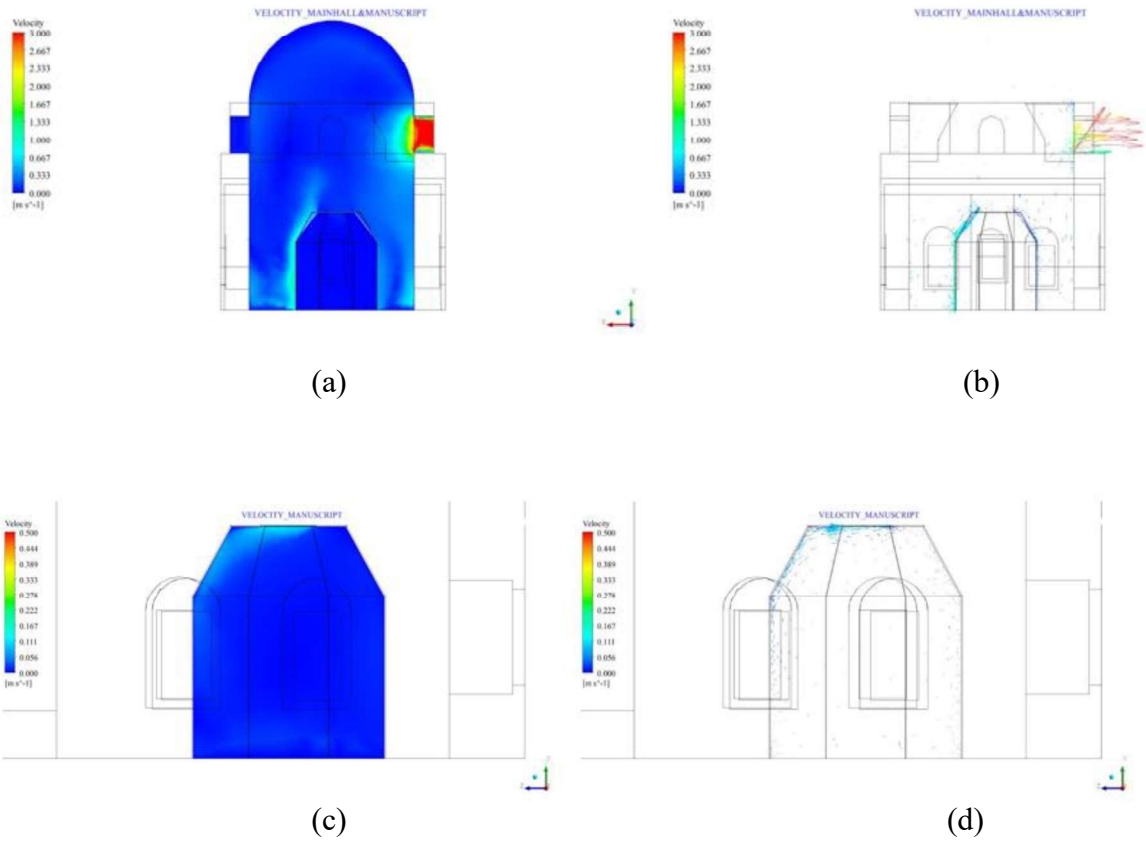 VELOCITY_MAINHALL&MANUSCRIPT
Velocity
3.000
2.667
2.333
2.000
1.667
1.333
1.000
0.667
0.333
0.000
[m s^-1]
(a)
VELOCITY_MAINHALL&MANUSCRIPT
Velocity
3.000
2.667
2.333
2.000
1.667
1.333
1.000
0.667
0.333
0.000
[m s^-1]
(b)
VELOCITY_MANUSCRIPT
Velocity
0.500
0.444
0.389
0.333
0.278
0.222
0.167
0.111
0.056
0.000
[m s^-1]
(c)
VELOCITY_MANUSCRIPT
Velocity
0.500
0.444
0.389
0.333
0.278
0.222
0.167
0.111
0.056
0.000
[m s^-1]
(d)